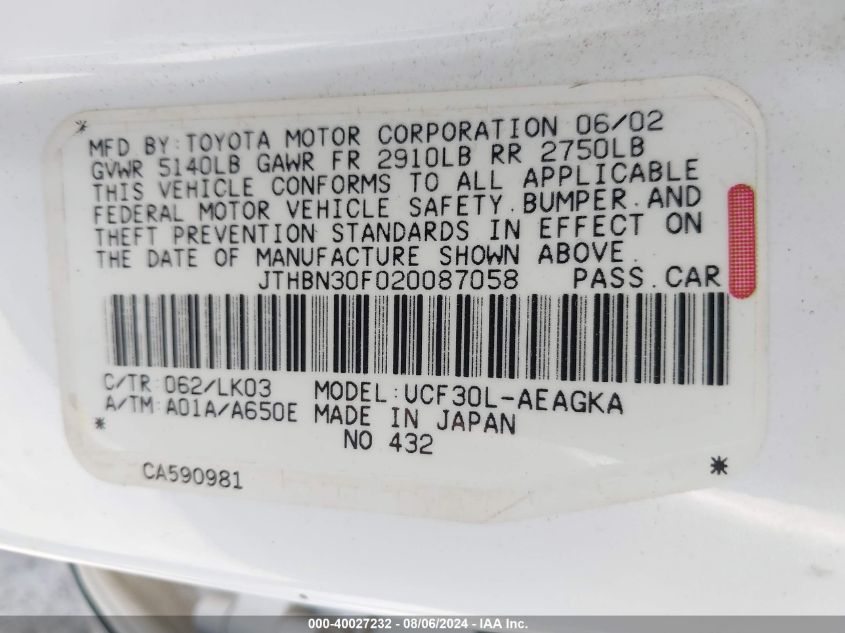 MFD BY: TOYOTA MOTOR CORPORATION 06/02
GVWR 5140LB GAWR FR 2910LB RR 2750LB
THIS VEHICLE CONFORMS TO ALL APPLICABLE
FEDERAL MOTOR VEHICLE SAFETY, BUMPER, AND
THEFT PREVENTION STANDARDS IN EFFECT ON
THE DATE OF MANUFACTURE SHOWN ABOVE.
JTHBN30F020087058 PASS. CAR
C/TR: 062/LK03 MODEL: UCF30L-AEAGKA
A/TM: A01A/A650E MADE IN JAPAN
NO 432
CA590981
000-40027232 - 08/06/2024 - IAA Inc.